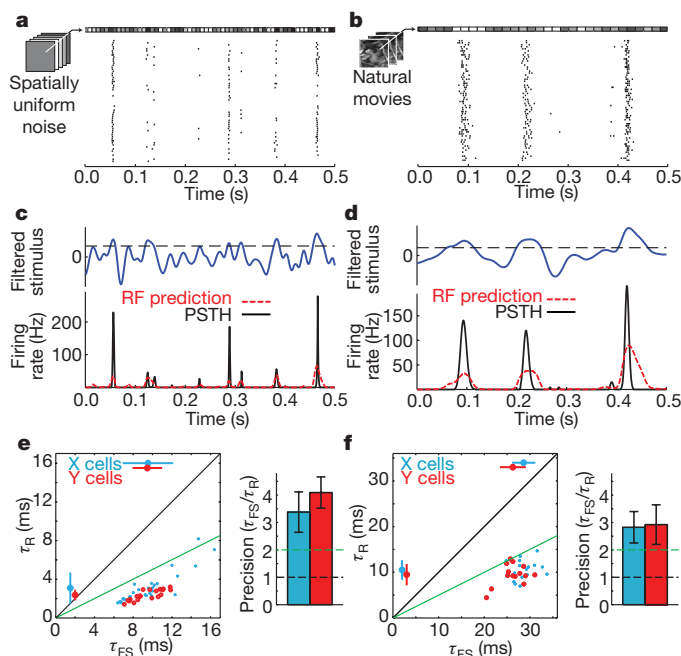 a
b
Spatially
uniform
noise
Natural
movies
0.0 0.1 0.2 0.3 0.4 0.5
Time (s)
0.0 0.1 0.2 0.3 0.4 0.5
Time (s)
c
d
Filtered
stimulus
0
Filtered
stimulus
0
RF prediction
PSTH
RF prediction
PSTH
Firing
rate (Hz)
200
100
Firing
rate (Hz)
150
100
50
0.0 0.1 0.2 0.3 0.4 0.5
Time (s)
0.0 0.1 0.2 0.3 0.4 0.5
Time (s)
e
f
X cells
Y cells
τR (ms)
16
12
8
4
0
0 4 8 12 16
τFS (ms)
Precision (τFS/τR)
4
3
2
1
0
X cells
Y cells
τR (ms)
30
20
10
0
0 10 20 30
τFS (ms)
Precision (τFS/τR)
4
3
2
1
0